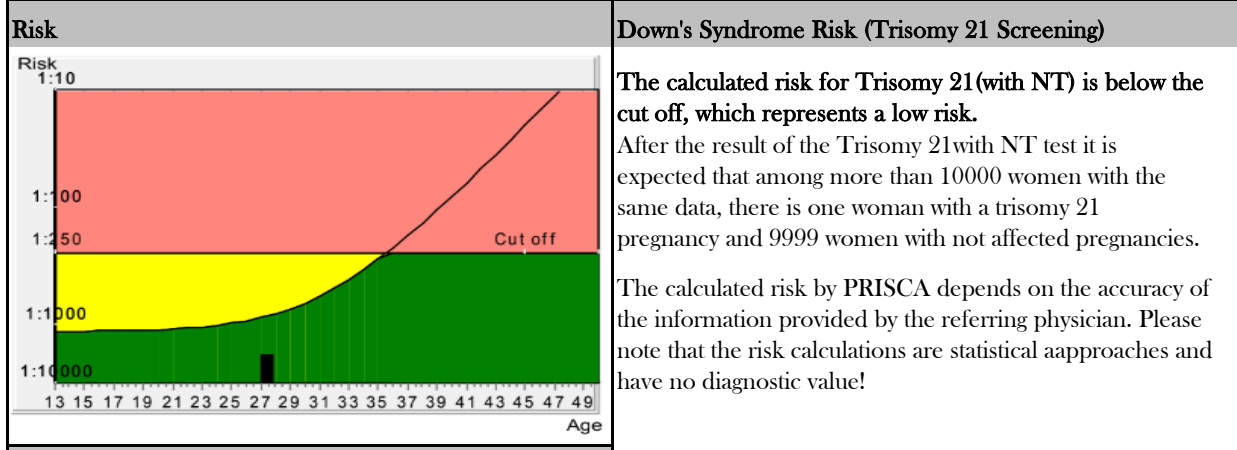 Risk
Risk
1:10
1:100
1:250
Cut off
1:1000
1:10000
13 15 17 19 21 23 25 27 29 31 33 35 37 39 41 43 45 47 49
Age
Down's Syndrome Risk (Trisomy 21 Screening)
The calculated risk for Trisomy 21(with NT) is below the
cut off, which represents a low risk.
After the result of the Trisomy 21with NT test it is
expected that among more than 10000 women with the
same data, there is one woman with a trisomy 21
pregnancy and 9999 women with not affected pregnancies.
The calculated risk by PRISCA depends on the accuracy of
the information provided by the referring physician. Please
note that the risk calculations are statistical aapproaches and
have no diagnostic value!